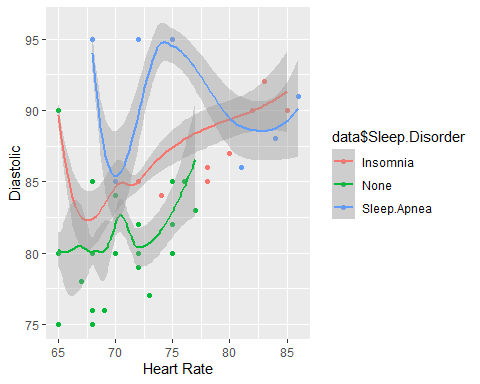 95
90
85
80
75
Diastolic
65
70
75
80
85
Heart Rate
data$Sleep.Disorder
Insomnia
None
Sleep.Apnea